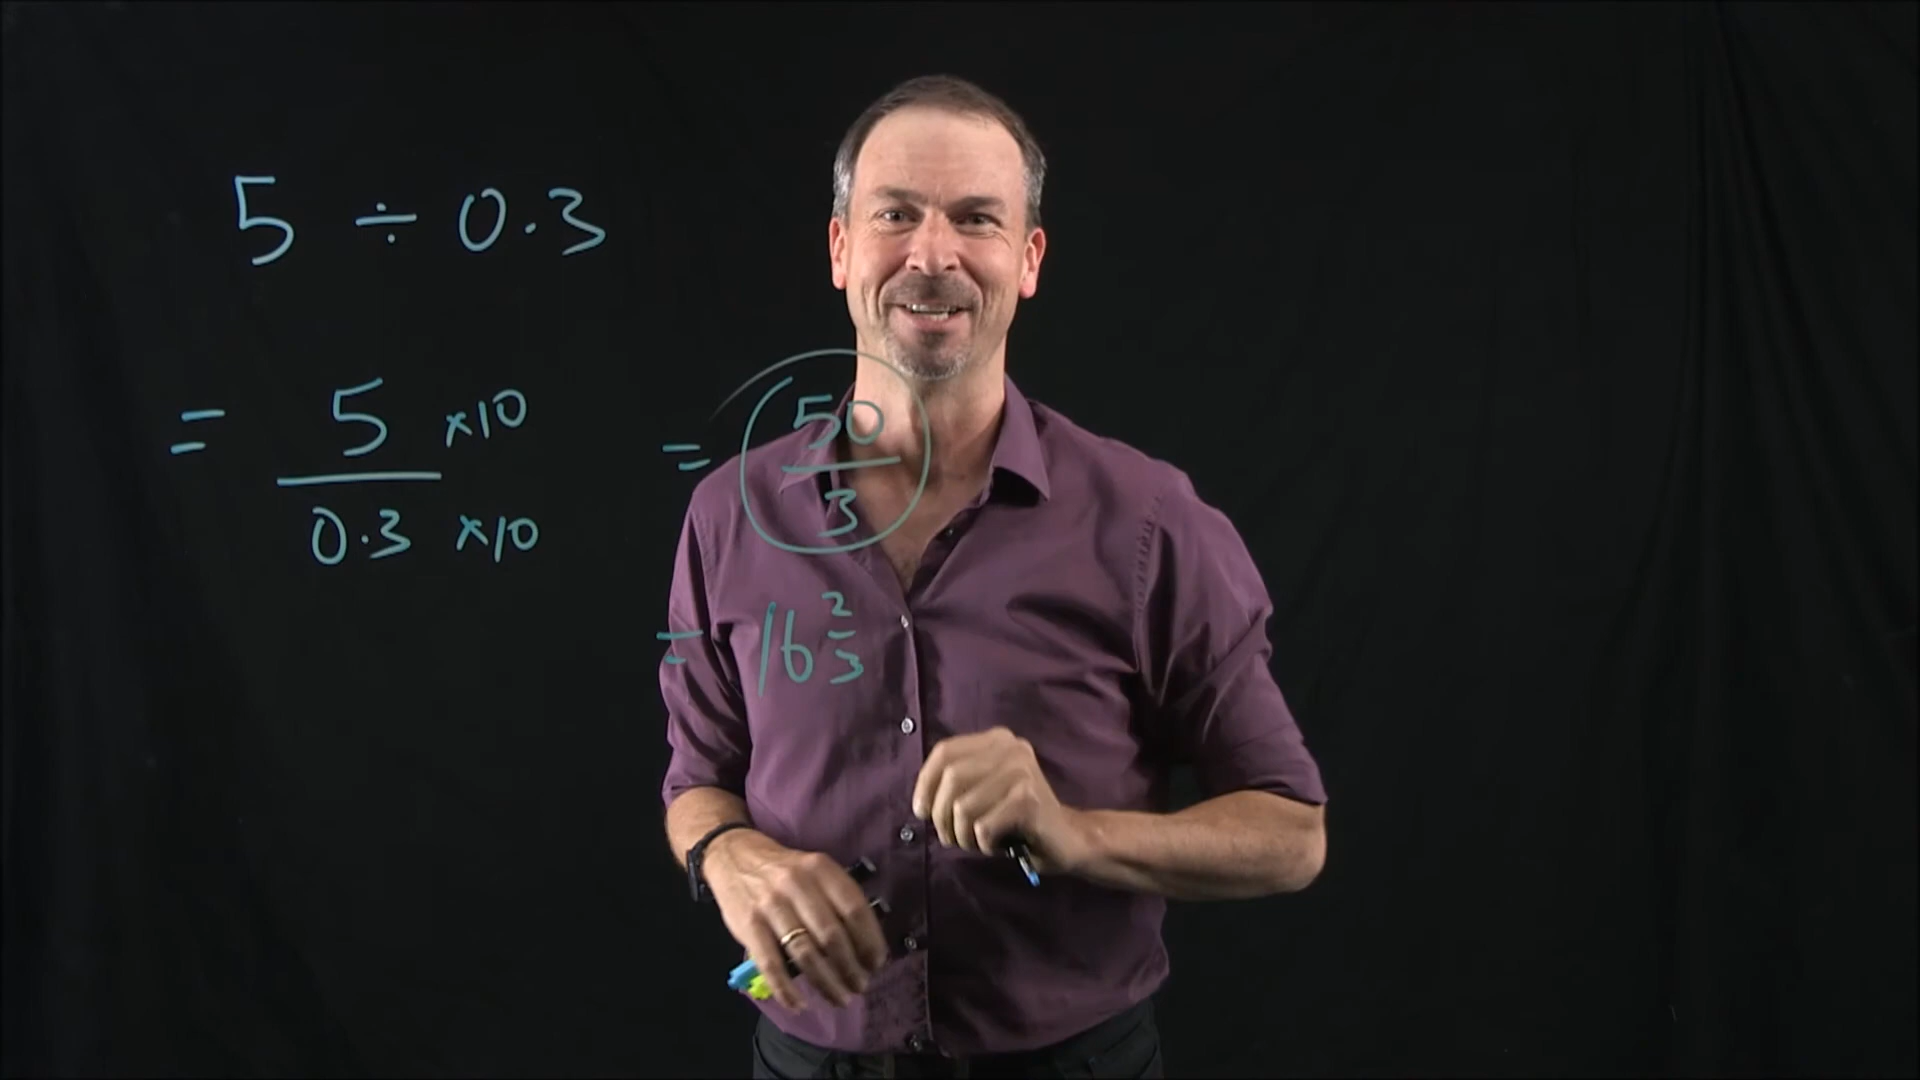 5 ÷ 0.3
= 5 ×10 / 0.3 ×10 = 50/3
= 16 2/3